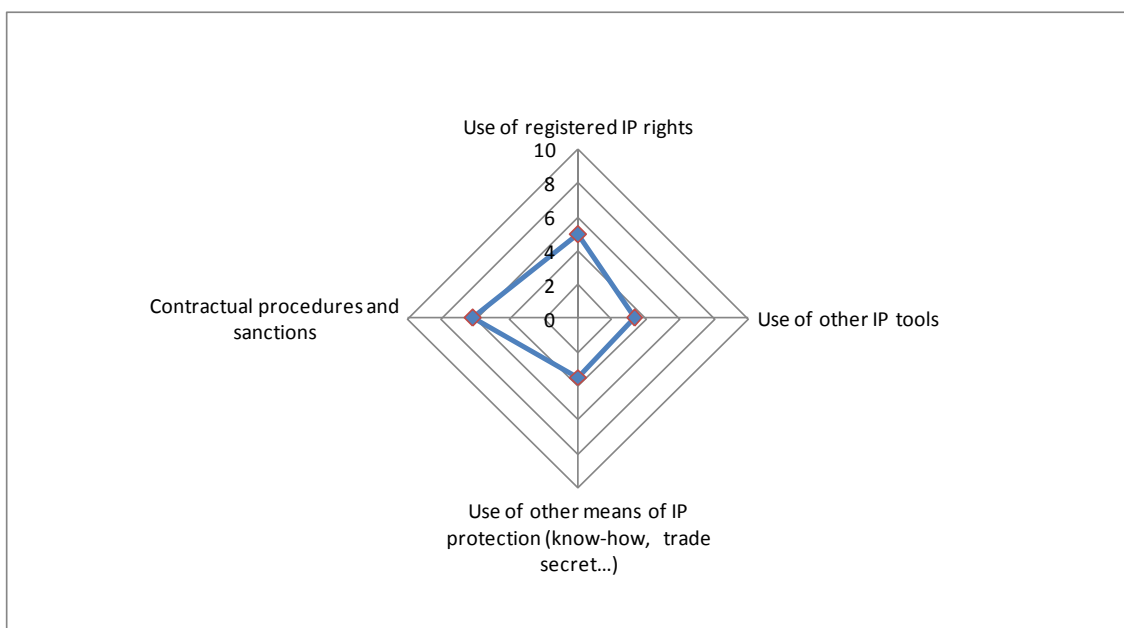 Use of registered IP rights
10
8
6
4
2
0
Contractual procedures and
sanctions
Use of other IP tools
Use of other means of IP
protection (know-how, trade
secret…)